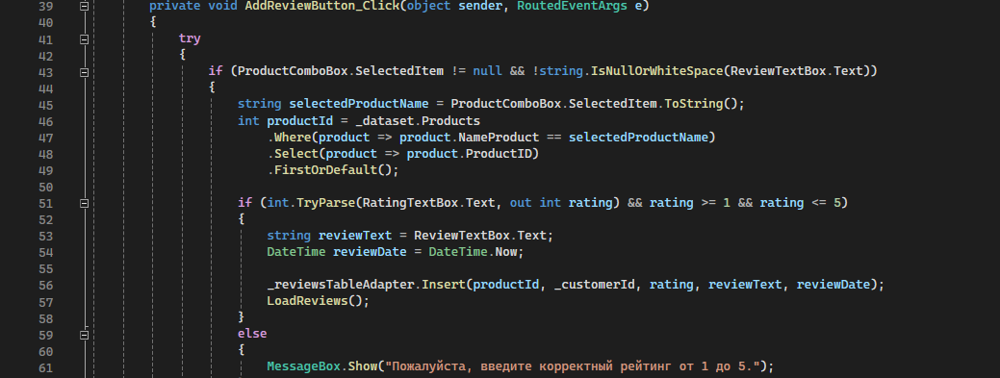 39 private void AddReviewButton_Click(object sender, RoutedEventArgs e)
40 {
41 try
42 {
43 if (ProductComboBox.SelectedItem != null && !string.IsNullOrWhiteSpace(ReviewTextBox.Text))
44 {
45 string selectedProductName = ProductComboBox.SelectedItem.ToString();
46 int productId = _dataset.Products
47 .Where(product => product.NameProduct == selectedProductName)
48 .Select(product => product.ProductID)
49 .FirstOrDefault();
50
51 if (int.TryParse(RatingTextBox.Text, out int rating) && rating >= 1 && rating <= 5)
52 {
53 string reviewText = ReviewTextBox.Text;
54 DateTime reviewDate = DateTime.Now;
55
56 _reviewsTableAdapter.Insert(productId, _customerId, rating, reviewText, reviewDate);
57 LoadReviews();
58 }
59 else
60 {
61 MessageBox.Show("Пожалуйста, введите корректный рейтинг от 1 до 5.");